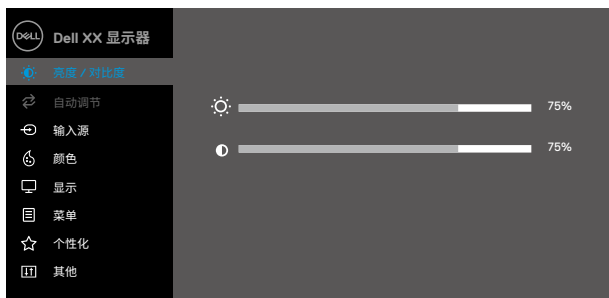 DELL Dell XX 显示器
亮度 / 对比度
自动调节
75%
输入源
颜色
75%
显示
菜单
个性化
其他